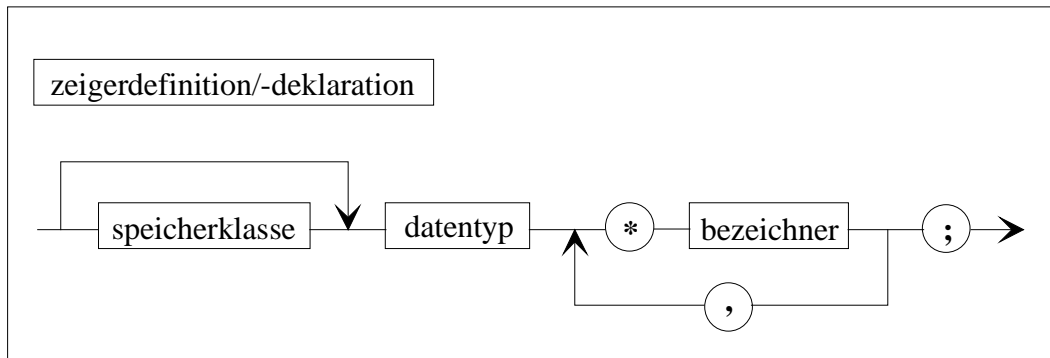 zeigerdefinition/-deklaration
speicherklasse datentyp * bezeichner ;
,